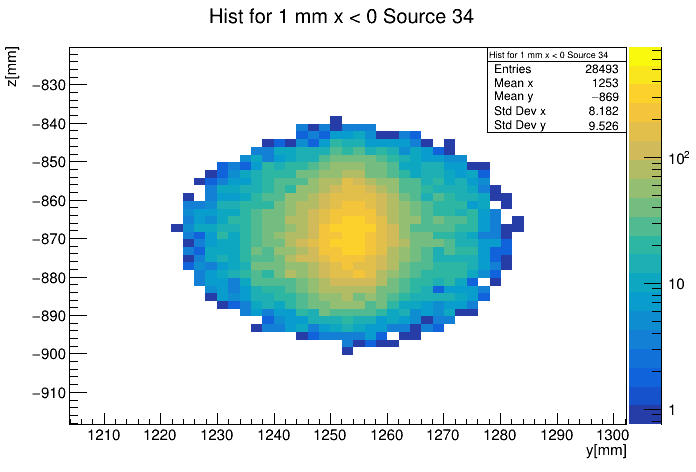 Hist for 1 mm x < 0 Source 34
z[mm]
Hist for 1 mm x < 0 Source 34
Entries 28493
Mean x 1253
Mean y −869
Std Dev x 8.182
Std Dev y 9.526
−830
−840
−850
−860
−870
−880
−890
−900
−910
10²
10
1
1210 1220 1230 1240 1250 1260 1270 1280 1290 1300
y[mm]